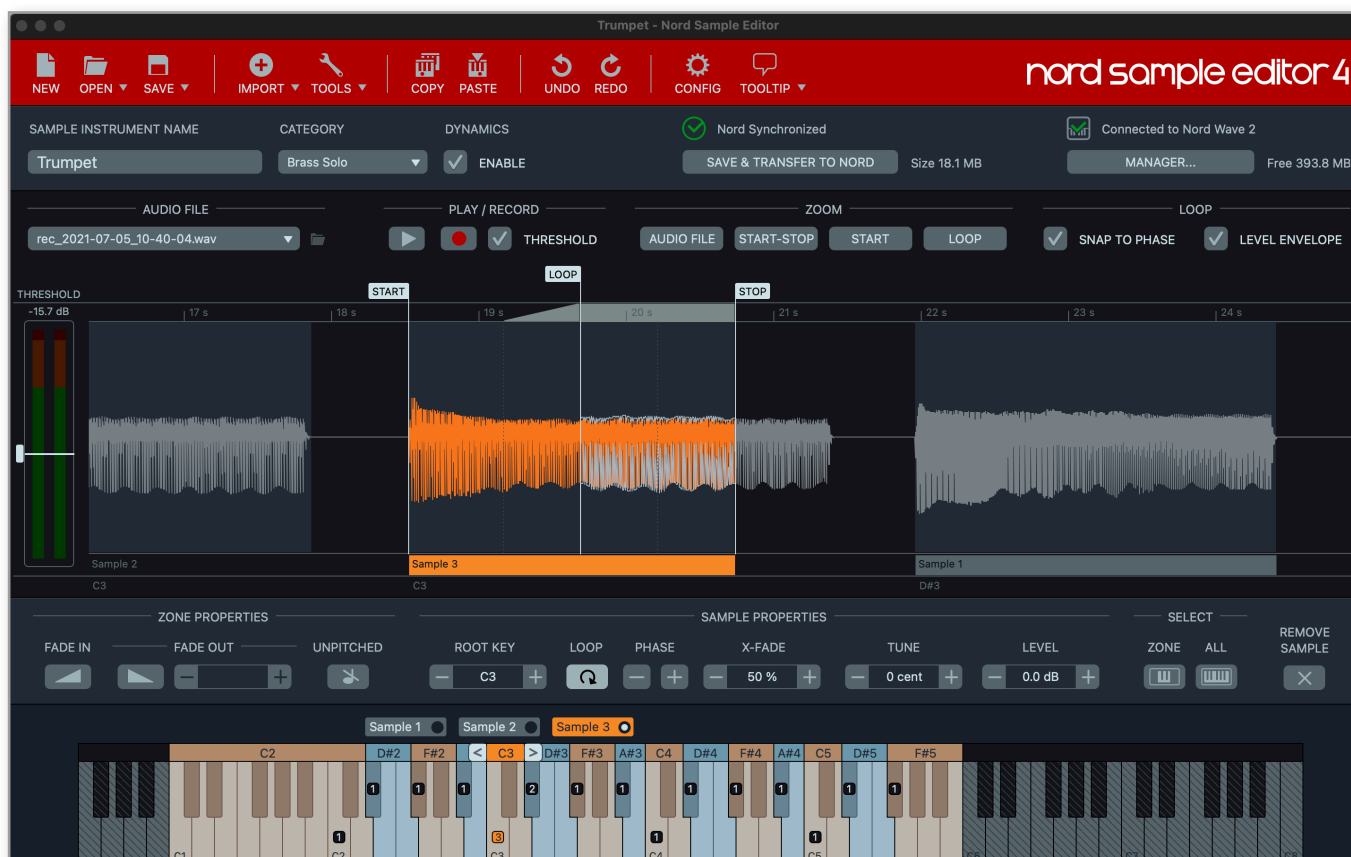 Trumpet - Nord Sample Editor
NEW OPEN SAVE IMPORT TOOLS COPY PASTE UNDO REDO CONFIG TOOLTIP
nord sample editor 4
SAMPLE INSTRUMENT NAME CATEGORY DYNAMICS Nord Synchronized Connected to Nord Wave 2
Trumpet Brass Solo ENABLE SAVE & TRANSFER TO NORD Size 18.1 MB MANAGER... Free 393.8 MB
AUDIO FILE PLAY / RECORD ZOOM LOOP
rec_2021-07-05_10-40-04.wav THRESHOLD AUDIO FILE START-STOP START LOOP SNAP TO PHASE LEVEL ENVELOPE
LOOP
THRESHOLD START STOP
-15.7 dB 17 s 18 s 19 s 20 s 21 s 22 s 23 s 24 s
Sample 2 Sample 3 Sample 1
C3 C3 D#3
ZONE PROPERTIES SAMPLE PROPERTIES SELECT
REMOVE
SAMPLE
FADE IN FADE OUT UNPITCHED ROOT KEY LOOP PHASE X-FADE TUNE LEVEL ZONE ALL
C3 50 % 0 cent 0.0 dB
Sample 1 Sample 2 Sample 3
C2 D#2 F#2 < C3 > D#3 F#3 A#3 C4 D#4 F#4 A#4 C5 D#5 F#5
1 1 1 2 1 1 1 1 1 1 1
1 3 1 1
C1 C2 C3 C4 C5 C6 C7 C8